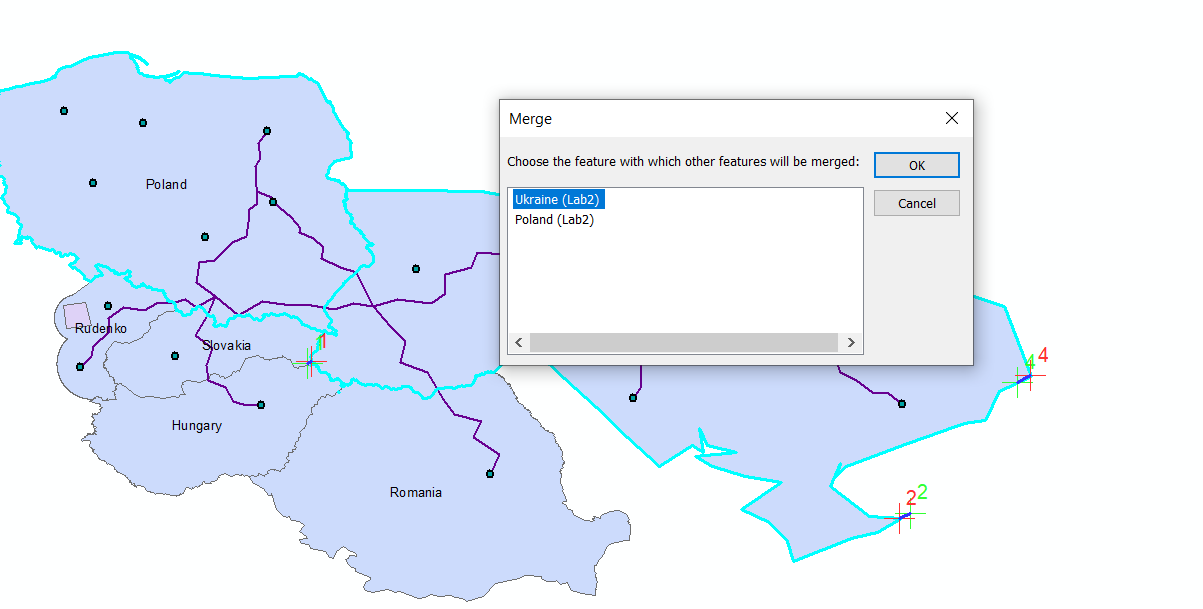 Merge
Choose the feature with which other features will be merged:
OK
Ukraine (Lab2)
Cancel
Poland (Lab2)
Poland
Rudenko
Slovakia
1
4
Hungary
Romania
2
2